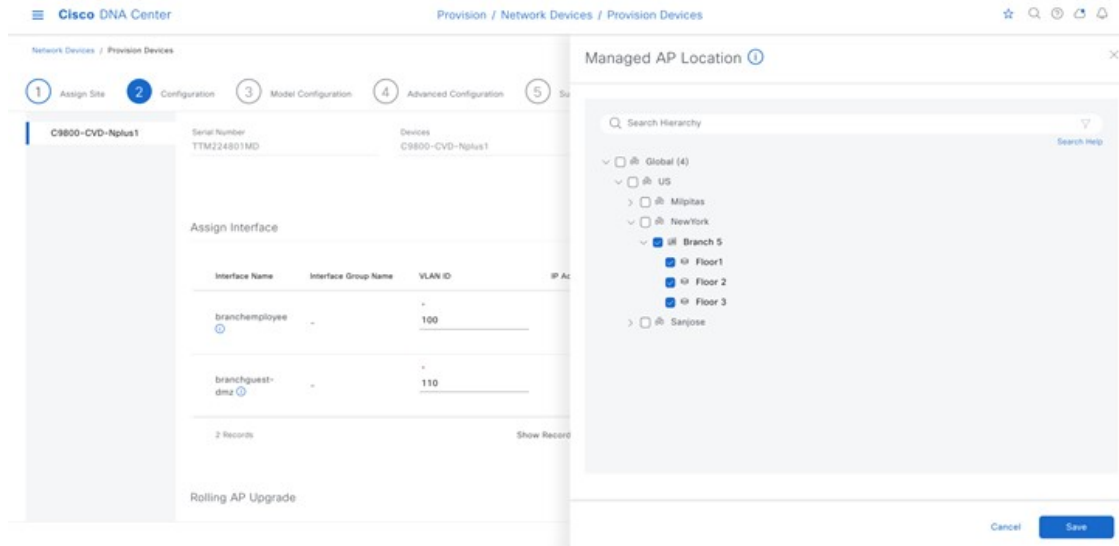 Cisco DNA Center
Provision / Network Devices / Provision Devices
Network Devices / Provision Devices
1 Assign Site
2 Configuration
3 Model Configuration
4 Advanced Configuration
5 Su
C9800-CVD-Nplus1
Serial Number
TTM224801MD
Devices
C9800-CVD-Nplus1
Assign Interface
Interface Name Interface Group Name VLAN ID IP Ac
branchemployee - 100
branchguest-
dmz - 110
2 Records Show Record
Rolling AP Upgrade
Managed AP Location
Search Hierarchy
Search Help
Global (4)
US
Milpitas
NewYork
Branch 5
Floor1
Floor 2
Floor 3
Sanjose
Cancel Save